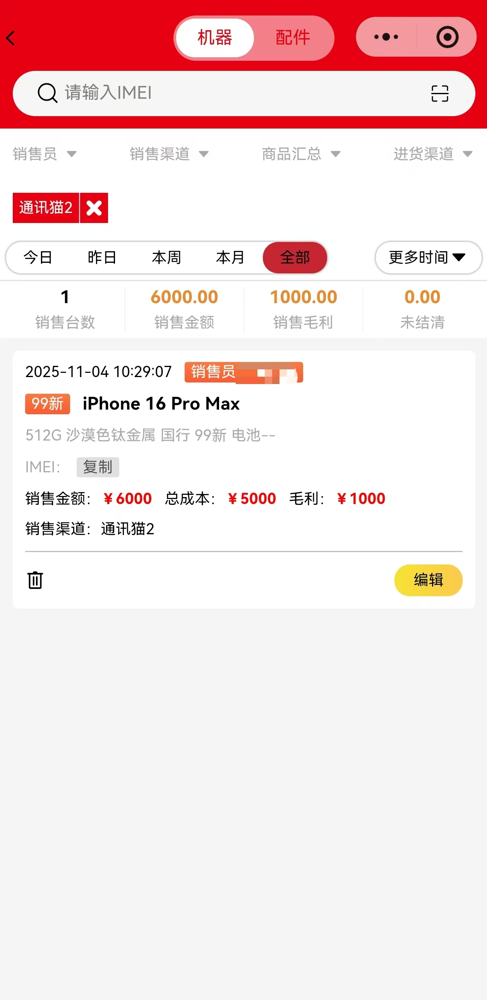 机器 配件
请输入IMEI
销售员 销售渠道 商品汇总 进货渠道
通讯猫2
今日 昨日 本周 本月 全部 更多时间
1 6000.00 1000.00 0.00
销售台数 销售金额 销售毛利 未结清
2025-11-04 10:29:07 销售员
99新 iPhone 16 Pro Max
512G 沙漠色钛金属 国行 99新 电池--
IMEI: 复制
销售金额: ¥6000 总成本: ¥5000 毛利: ¥1000
销售渠道: 通讯猫2
编辑